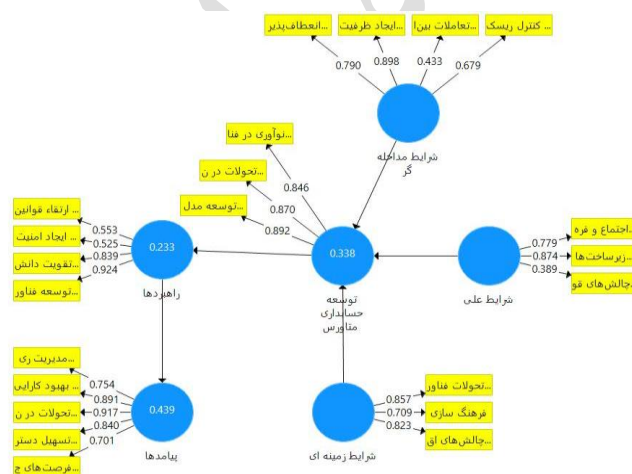 انعطاف‌پذیر...
ایجاد ظرفیت...
تعاملات بین‌ا...
کنترل ریسک ...
0.790
0.898
0.433
0.679
شرایط مداخله
گر
نوآوری در فنا...
تحولات در ن...
توسعه مدل ...
0.846
0.870
0.892
ارتقاء قوانین ...
ایجاد امنیت ...
تقویت دانش...
توسعه فناور...
0.553
0.525
0.839
0.924
0.233
راهبردها
0.338
توسعه
حسابداری
متاورس
اجتماع و فره...
زیرساخت‌ها...
چالش‌های قو...
0.779
0.874
0.389
شرایط علی
مدیریت ری...
بهبود کارایی ...
تحولات در ن...
تسهیل دستر...
فرصت‌های ج...
0.754
0.891
0.917
0.840
0.701
0.439
پیامدها
تحولات فناور...
فرهنگ سازی
چالش‌های اق...
0.857
0.709
0.823
شرایط زمینه ای